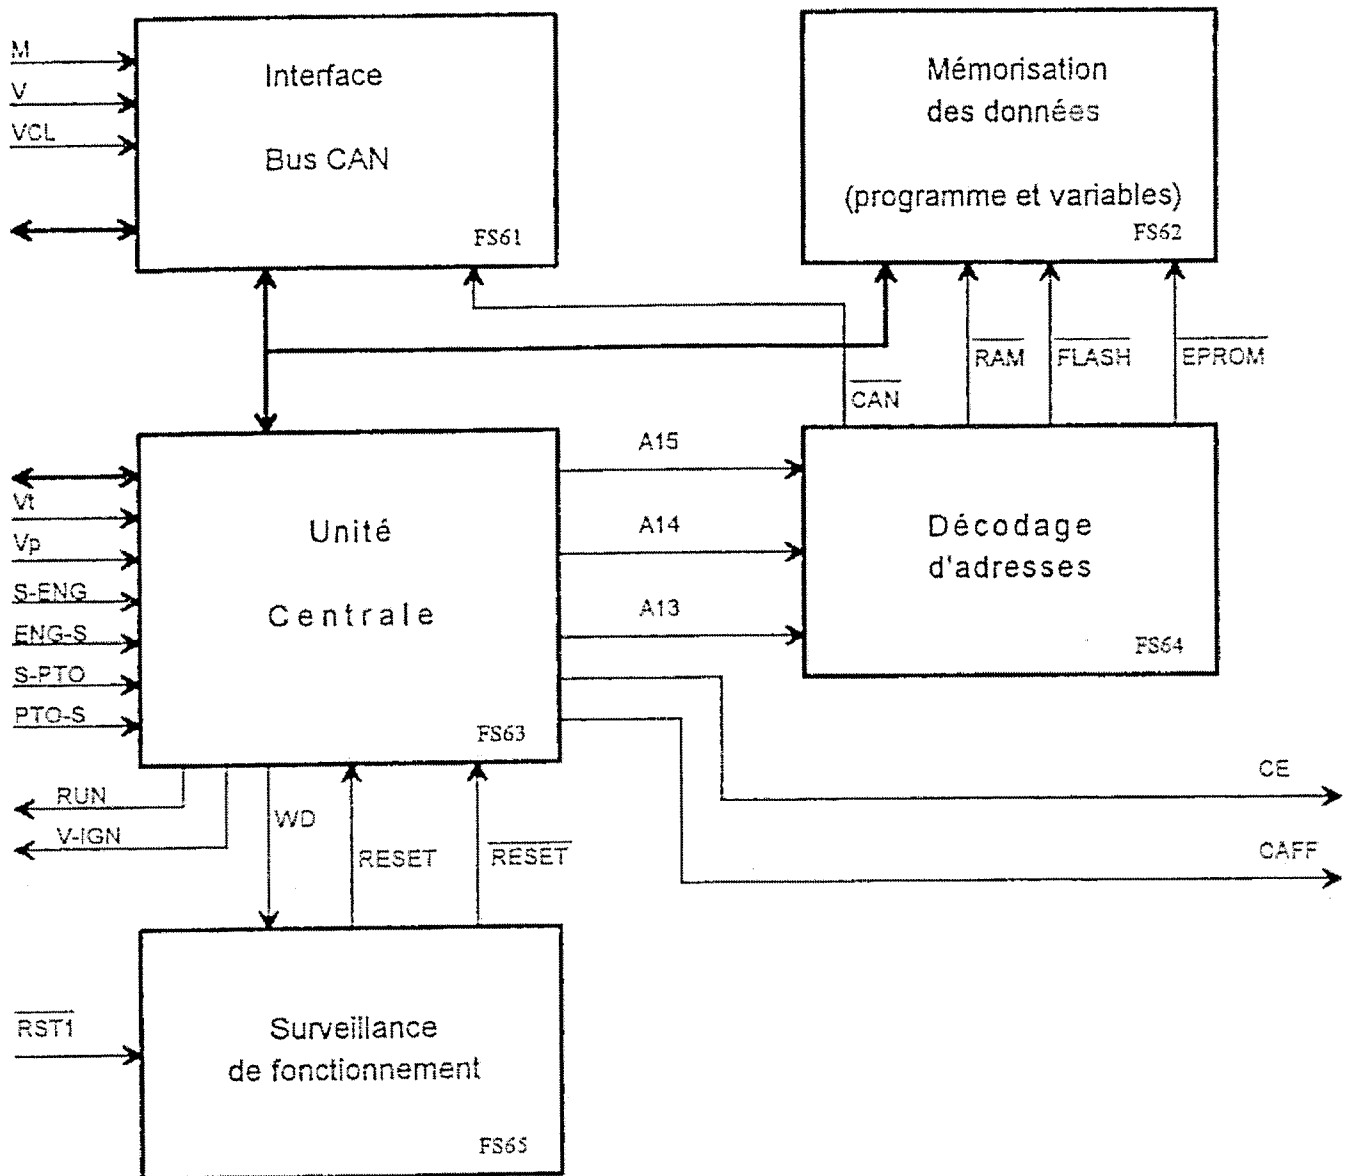 M
V
VCL
Interface
Bus CAN
FS61
Mémorisation
des données
(programme et variables)
FS62
CAN
RAM
FLASH
EPROM
Vt
Vp
S-ENG
ENG-S
S-PTO
PTO-S
Unité
Centrale
FS63
A15
A14
A13
Décodage
d'adresses
FS64
RUN
V-IGN
WD
RESET
RESET
CE
CAFF
RST1
Surveillance
de fonctionnement
FS65